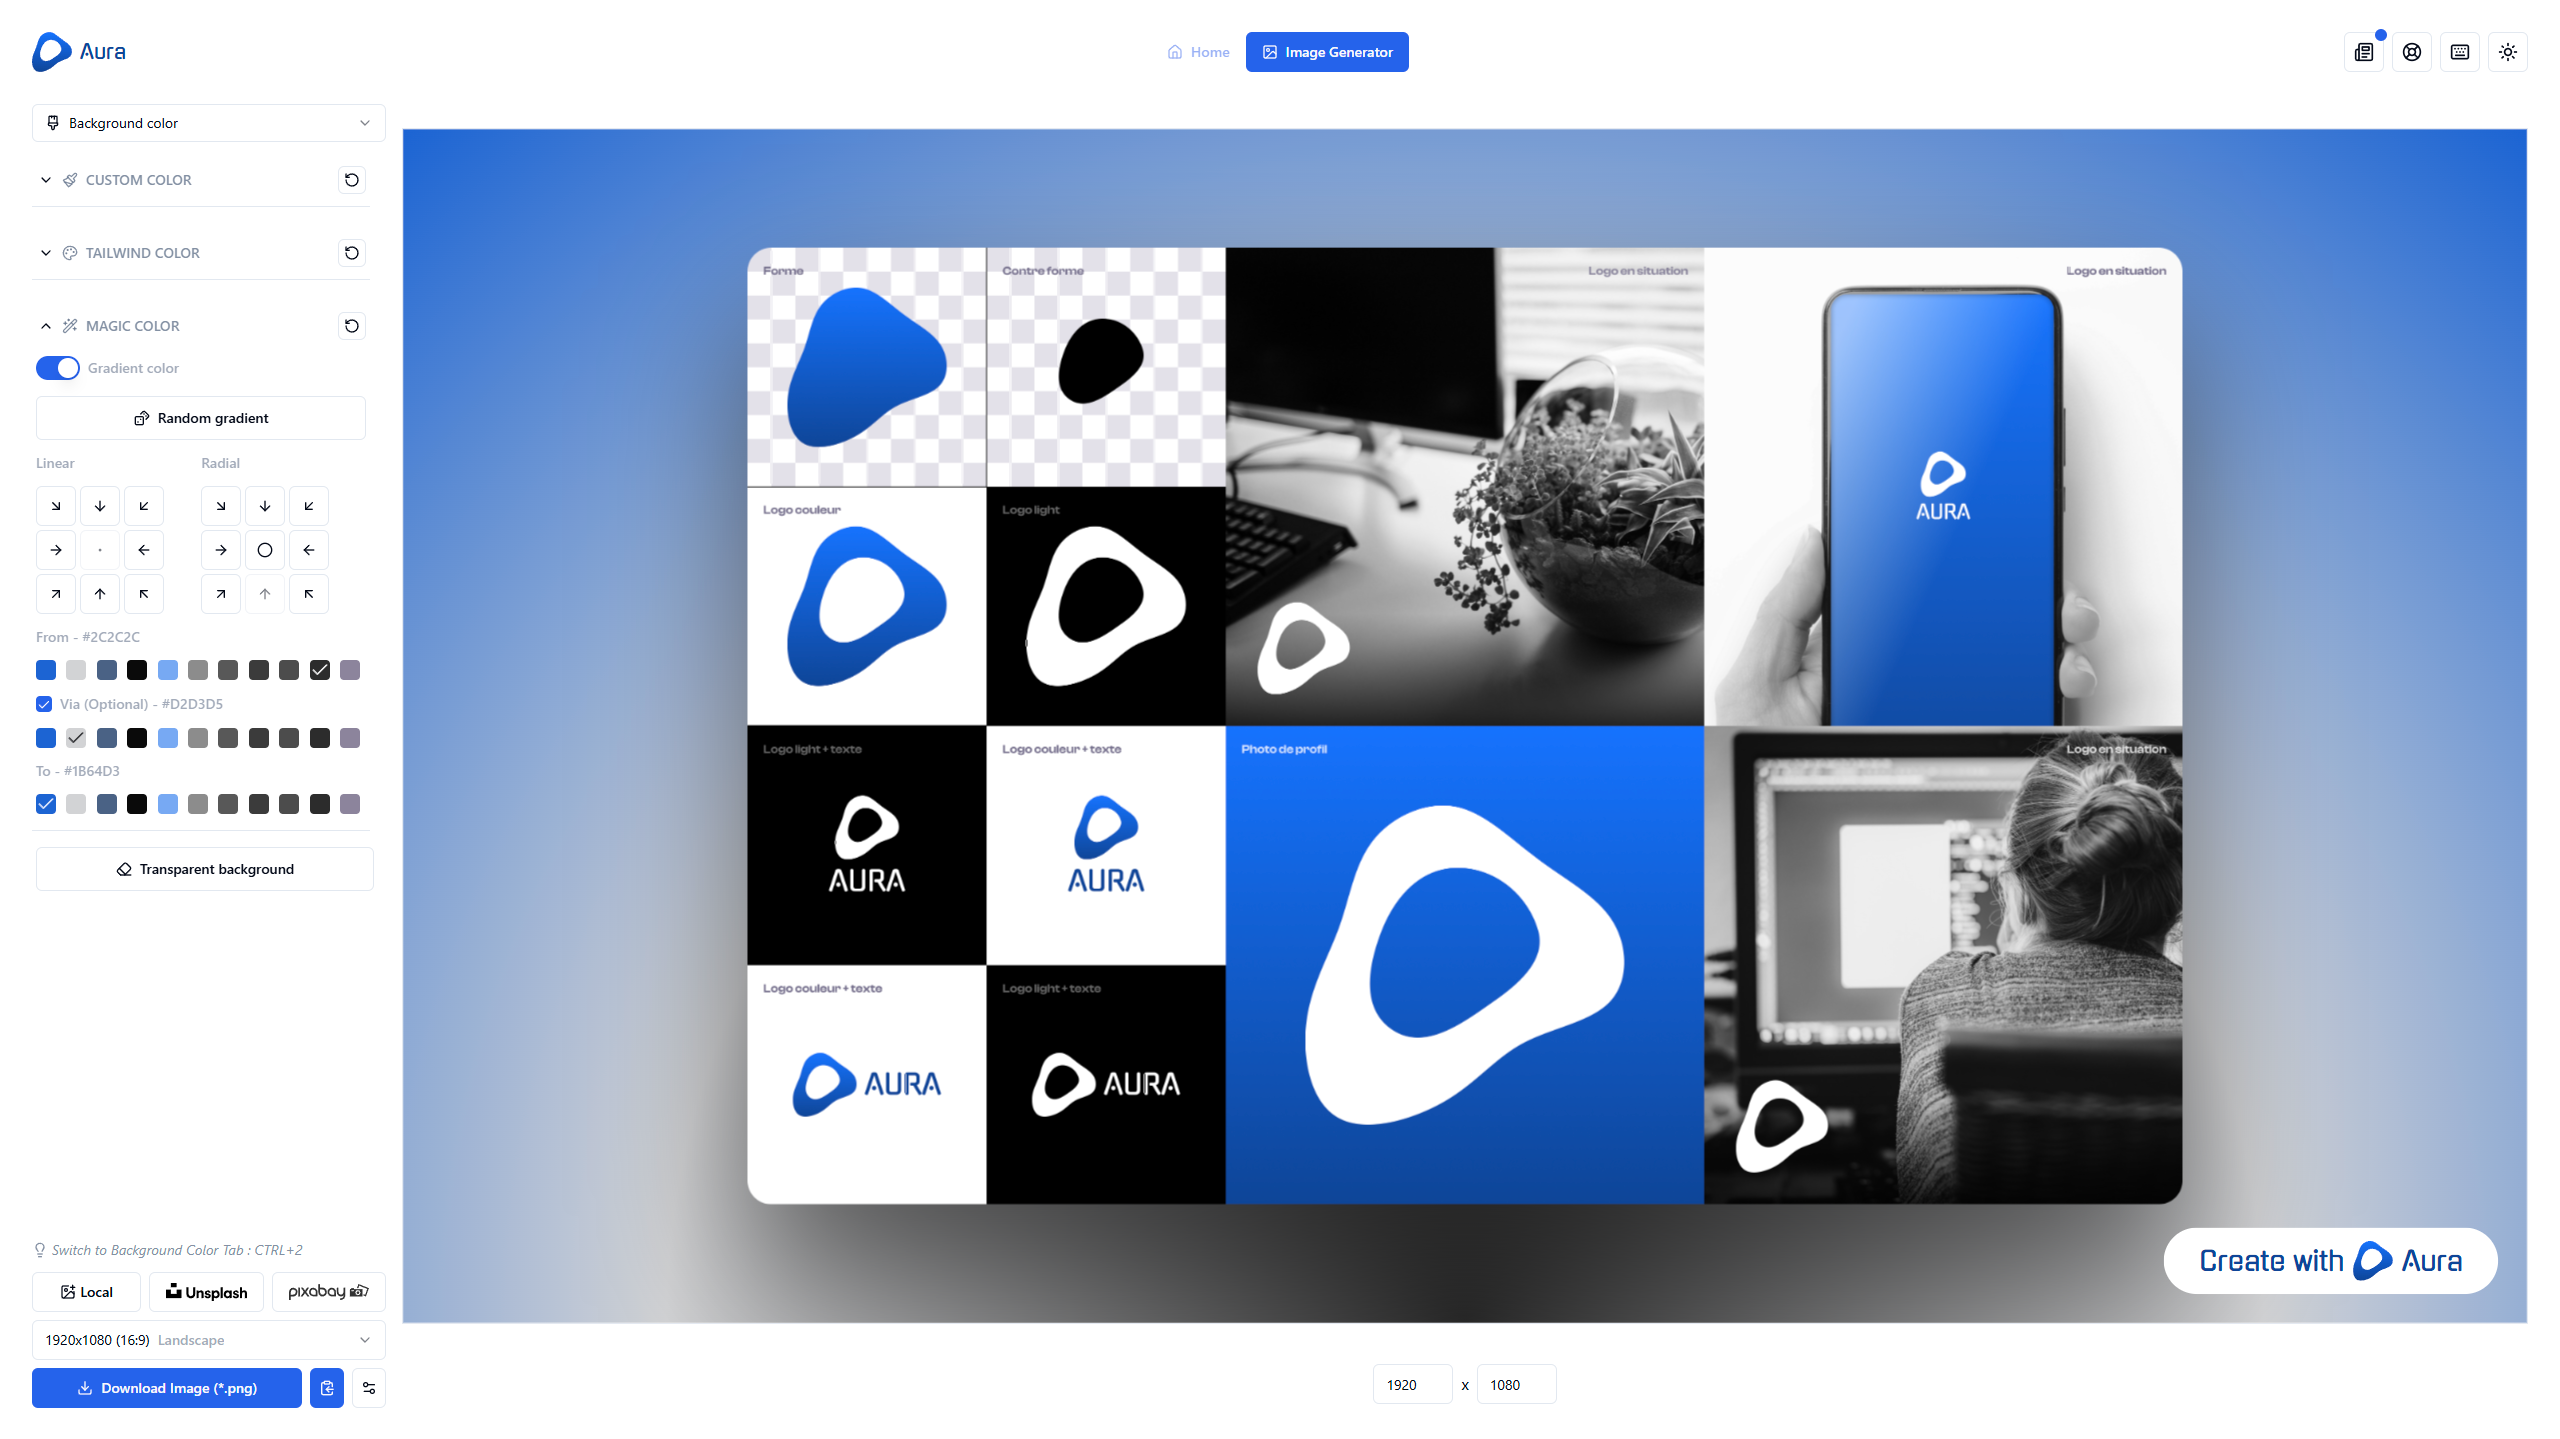 Aura
Home
Image Generator
Background color
CUSTOM COLOR
TAILWIND COLOR
MAGIC COLOR
Gradient color
Random gradient
Linear
Radial
From - #2C2C2C
Via (Optional) - #D2D3D5
To - #1B64D3
Transparent background
Switch to Background Color Tab : CTRL+2
Local
Unsplash
pixabay
1920x1080 (16:9) Landscape
Download Image (*.png)
Forme
Contre forme
Logo en situation
Logo en situation
AURA
Logo couleur
Logo light
Logo light + texte
AURA
Logo couleur + texte
AURA
Photo de profil
Logo en situation
Logo couleur + texte
AURA
Logo light + texte
AURA
Create with Aura
1920 x 1080